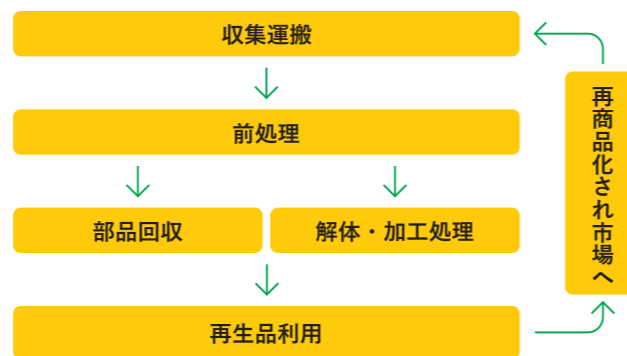 収集運搬
前処理
部品回収
解体・加工処理
再生品利用
再商品化され市場へ